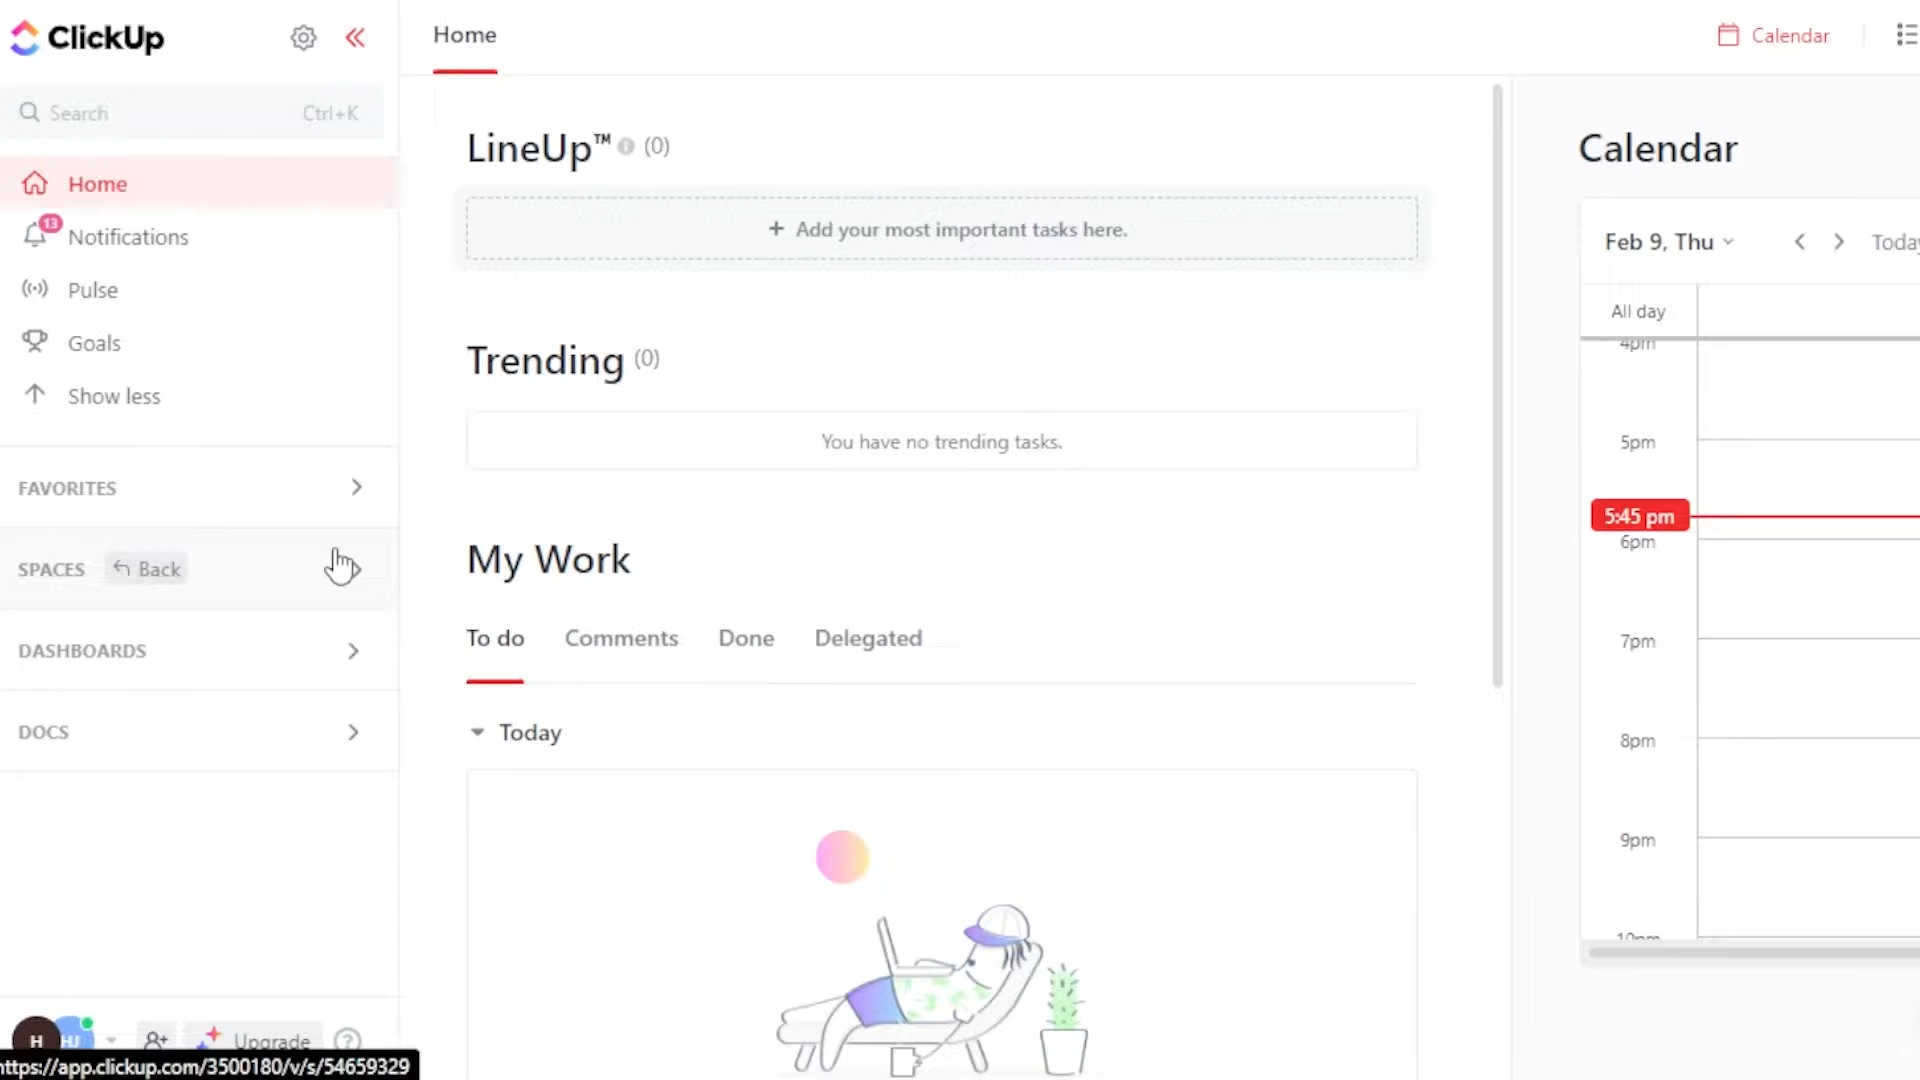 ClickUp
Search
Ctrl+K
Home
13
Notifications
Pulse
Goals
Show less
FAVORITES
SPACES
Back
DASHBOARDS
DOCS
H
HJ
Upgrade
?
https://app.clickup.com/3500180/v/s/54659329
Home
Calendar
LineUp™ (0)
+ Add your most important tasks here.
Trending (0)
You have no trending tasks.
My Work
To do
Comments
Done
Delegated
Today
Calendar
Feb 9, Thu
Today
All day
4pm
5pm
5:45 pm
6pm
7pm
8pm
9pm
10pm